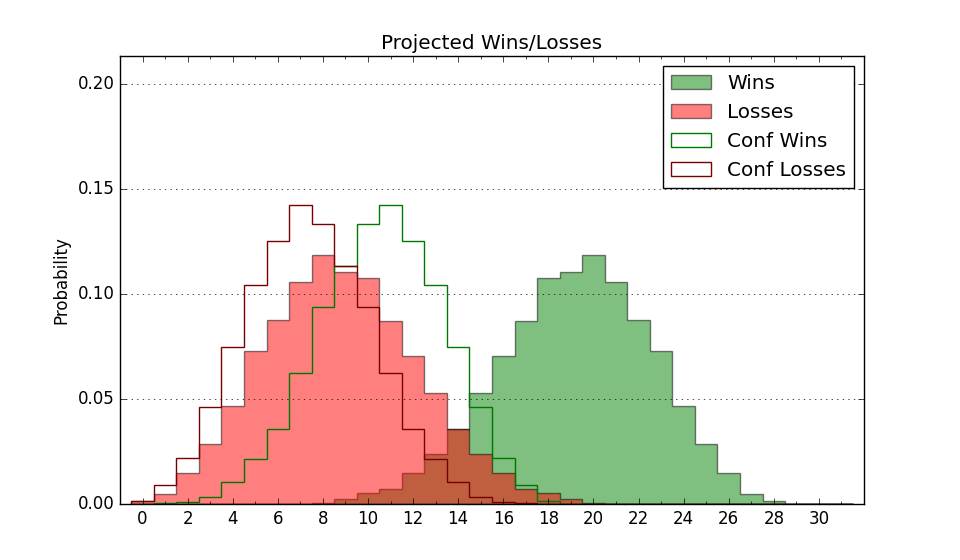 Projected Wins/Losses
0.20
0.15
0.10
0.05
0.00
Probability
Wins
Losses
Conf Wins
Conf Losses
0 2 4 6 8 10 12 14 16 18 20 22 24 26 28 30